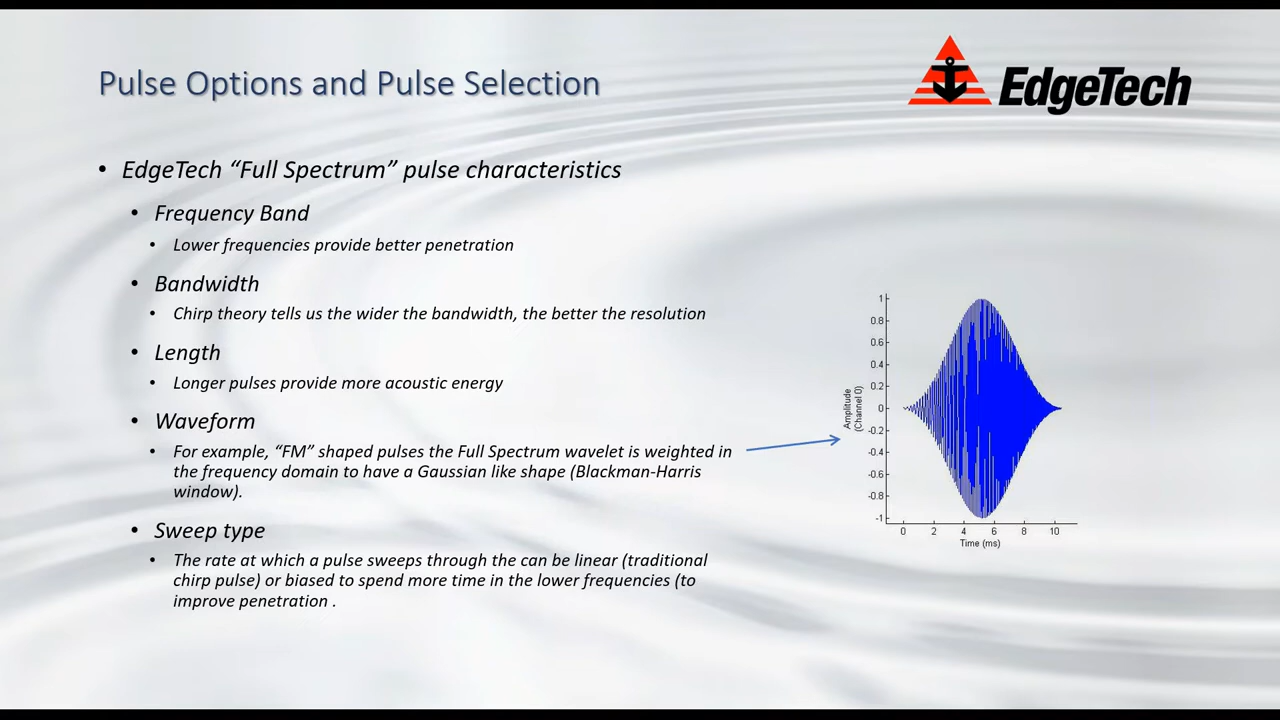 Pulse Options and Pulse Selection
EdgeTech
• EdgeTech “Full Spectrum” pulse characteristics
• Frequency Band
• Lower frequencies provide better penetration
• Bandwidth
• Chirp theory tells us the wider the bandwidth, the better the resolution
• Length
• Longer pulses provide more acoustic energy
• Waveform
• For example, “FM” shaped pulses the Full Spectrum wavelet is weighted in
the frequency domain to have a Gaussian like shape (Blackman-Harris
window).
• Sweep type
• The rate at which a pulse sweeps through the can be linear (traditional
chirp pulse) or biased to spend more time in the lower frequencies (to
improve penetration .
1
0.8
0.6
0.4
0.2
0
-0.2
-0.4
-0.6
-0.8
-1
Amplitude
(Channel 0)
0 2 4 6 8 10
Time (ms)